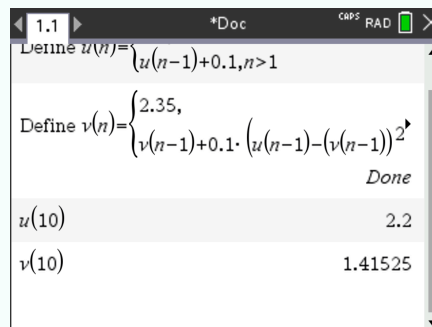 1.1 *Doc CAPS RAD
Define u(n)={
u(n−1)+0.1,n>1
Define v(n)={2.35,
v(n−1)+0.1·(u(n−1)−(v(n−1))2
Done
u(10) 2.2
v(10) 1.41525